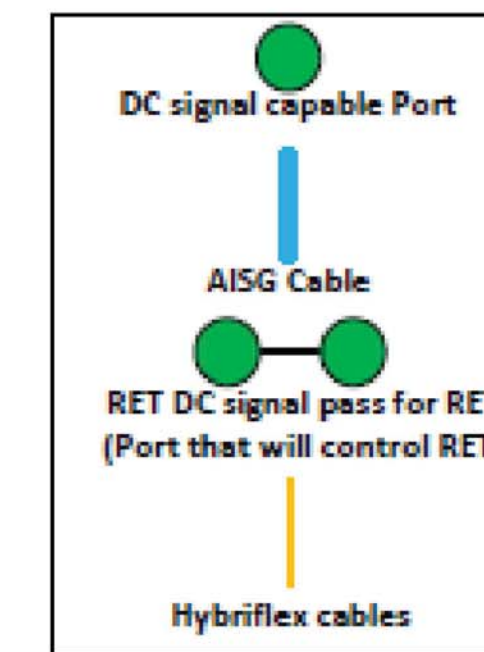 DC signal capable Port
AISG Cable
RET DC signal pass for RE
(Port that will control RET
Hybriflex cables